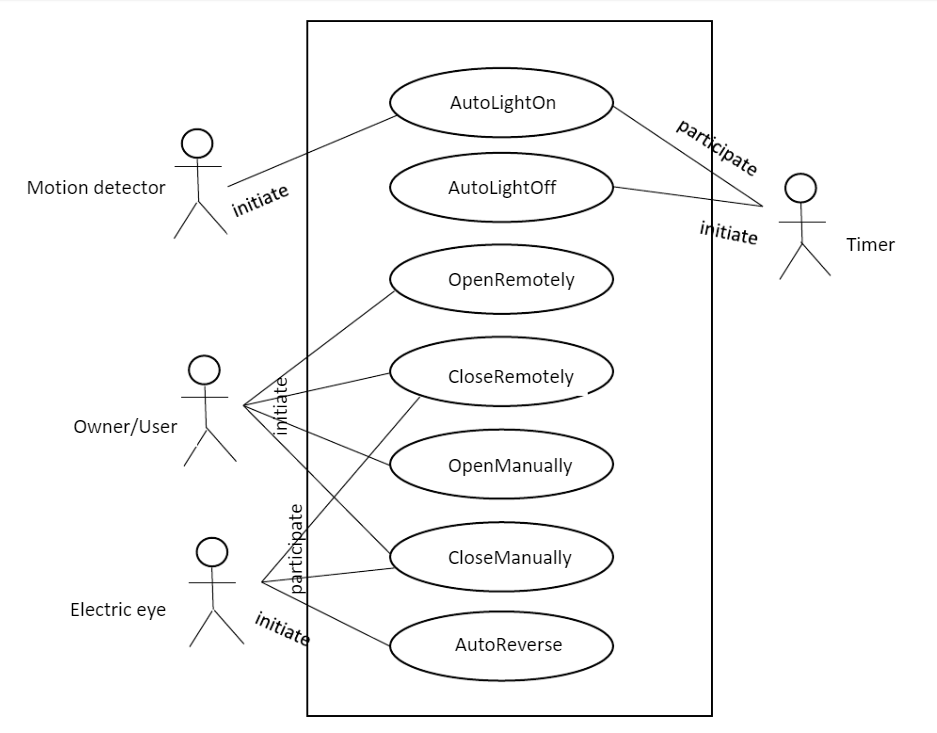 AutoLightOn
participate
Motion detector
initiate
AutoLightOff
initiate
Timer
OpenRemotely
CloseRemotely
initiate
Owner/User
OpenManually
participate
CloseManually
Electric eye
initiate
AutoReverse